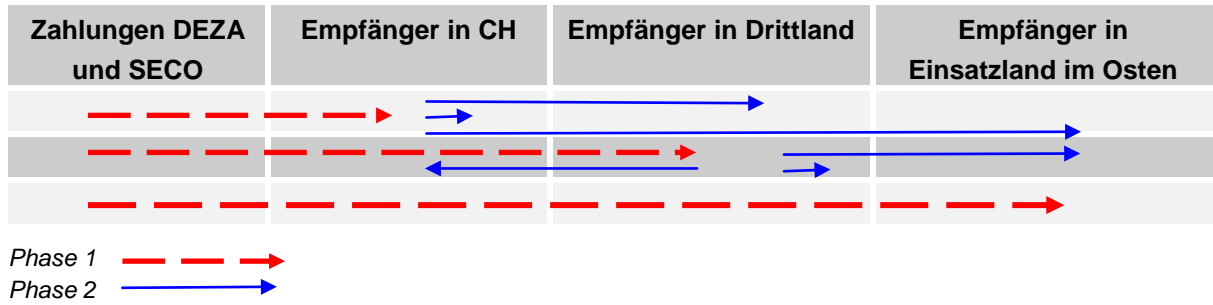 Zahlungen DEZA
und SECO
Empfänger in CH
Empfänger in Drittland
Empfänger in
Einsatzland im Osten
Phase 1
Phase 2